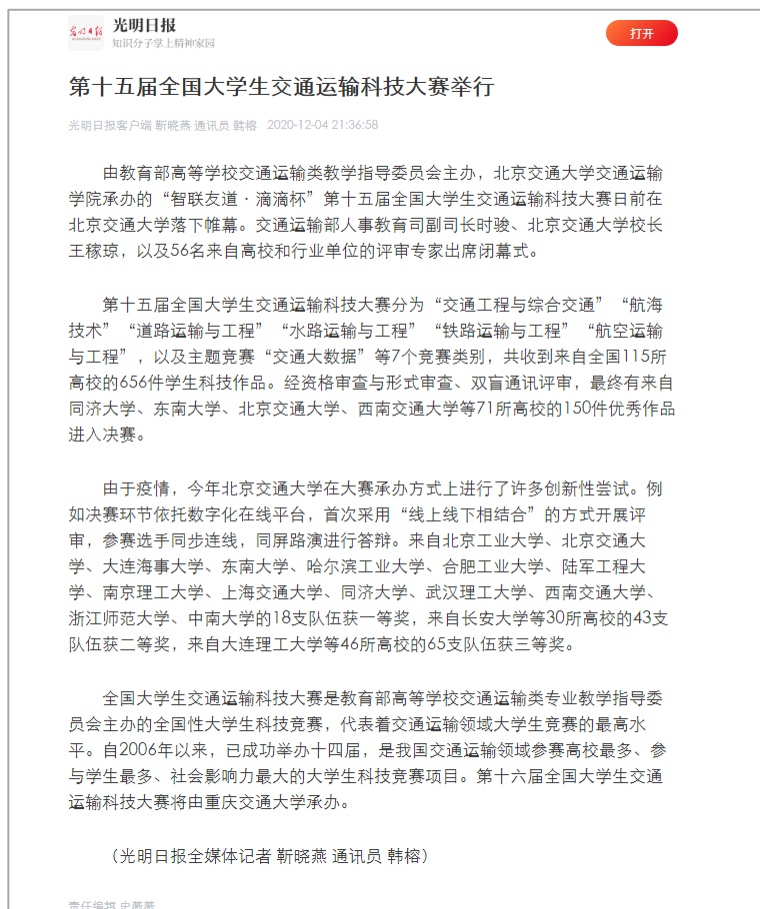 光明日报
知识分子掌上精神家园
打开
第十五届全国大学生交通运输科技大赛举行
光明日报客户端 靳晓燕 通讯员 韩榕 2020-12-04 21:36:58
由教育部高等学校交通运输类教学指导委员会主办，北京交通大学交通运输
学院承办的“智联友道·滴滴杯”第十五届全国大学生交通运输科技大赛日前在
北京交通大学落下帷幕。交通运输部人事教育司副司长时骏、北京交通大学校长
王稼琼，以及56名来自高校和行业单位的评审专家出席闭幕式。
第十五届全国大学生交通运输科技大赛分为“交通工程与综合交通”“航海
技术”“道路运输与工程”“水路运输与工程”“铁路运输与工程”“航空运输
与工程”，以及主题竞赛“交通大数据”等7个竞赛类别，共收到来自全国115所
高校的656件学生科技作品。经资格审查与形式审查、双盲通讯评审，最终有来自
同济大学、东南大学、北京交通大学、西南交通大学等71所高校的150件优秀作品
进入决赛。
由于疫情，今年北京交通大学在大赛承办方式上进行了许多创新性尝试。例
如决赛环节依托数字化在线平台，首次采用“线上线下相结合”的方式开展评
审，参赛选手同步连线，同屏路演进行答辩。来自北京工业大学、北京交通大
学、大连海事大学、东南大学、哈尔滨工业大学、合肥工业大学、陆军工程大
学、南京理工大学、上海交通大学、同济大学、武汉理工大学、西南交通大学、
浙江师范大学、中南大学的18支队伍获一等奖，来自长安大学等30所高校的43支
队伍获二等奖，来自大连理工大学等46所高校的65支队伍获三等奖。
全国大学生交通运输科技大赛是教育部高等学校交通运输类专业教学指导委
员会主办的全国性大学生科技竞赛，代表着交通运输领域大学生竞赛的最高水
平。自2006年以来，已成功举办十四届，是我国交通运输领域参赛高校最多、参
与学生最多、社会影响力最大的大学生科技竞赛项目。第十六届全国大学生交通
运输科技大赛将由重庆交通大学承办。
（光明日报全媒体记者 靳晓燕 通讯员 韩榕）
责任编辑 史薇薇